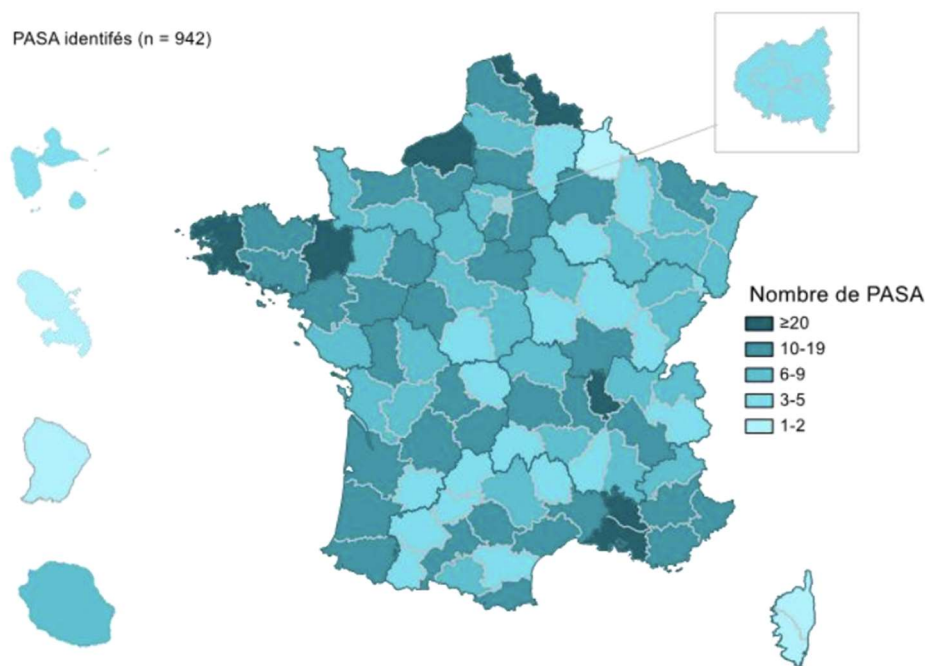 PASA identifés (n = 942)
Nombre de PASA
≥20
10-19
6-9
3-5
1-2